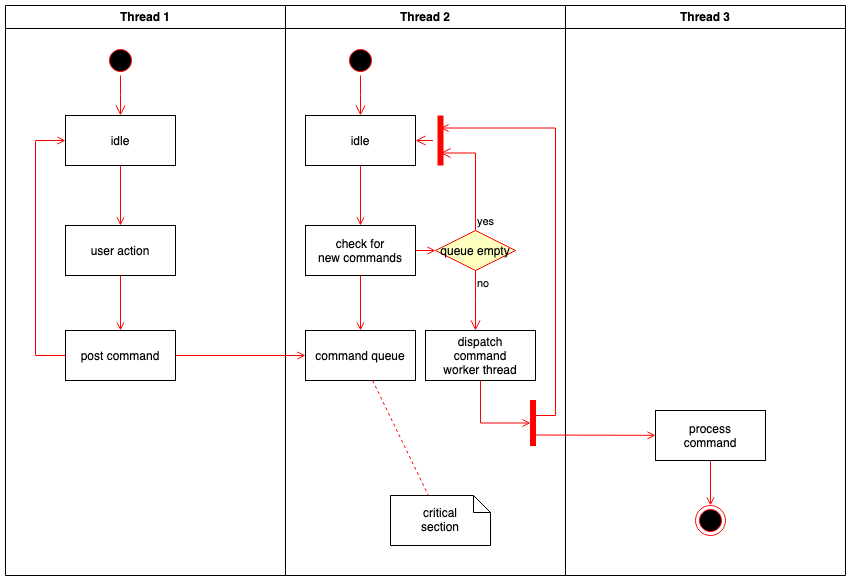 Thread 1
Thread 2
Thread 3
idle
idle
user action
check for
new commands
queue empty
yes
no
post command
command queue
dispatch
command
worker thread
process
command
critical
section